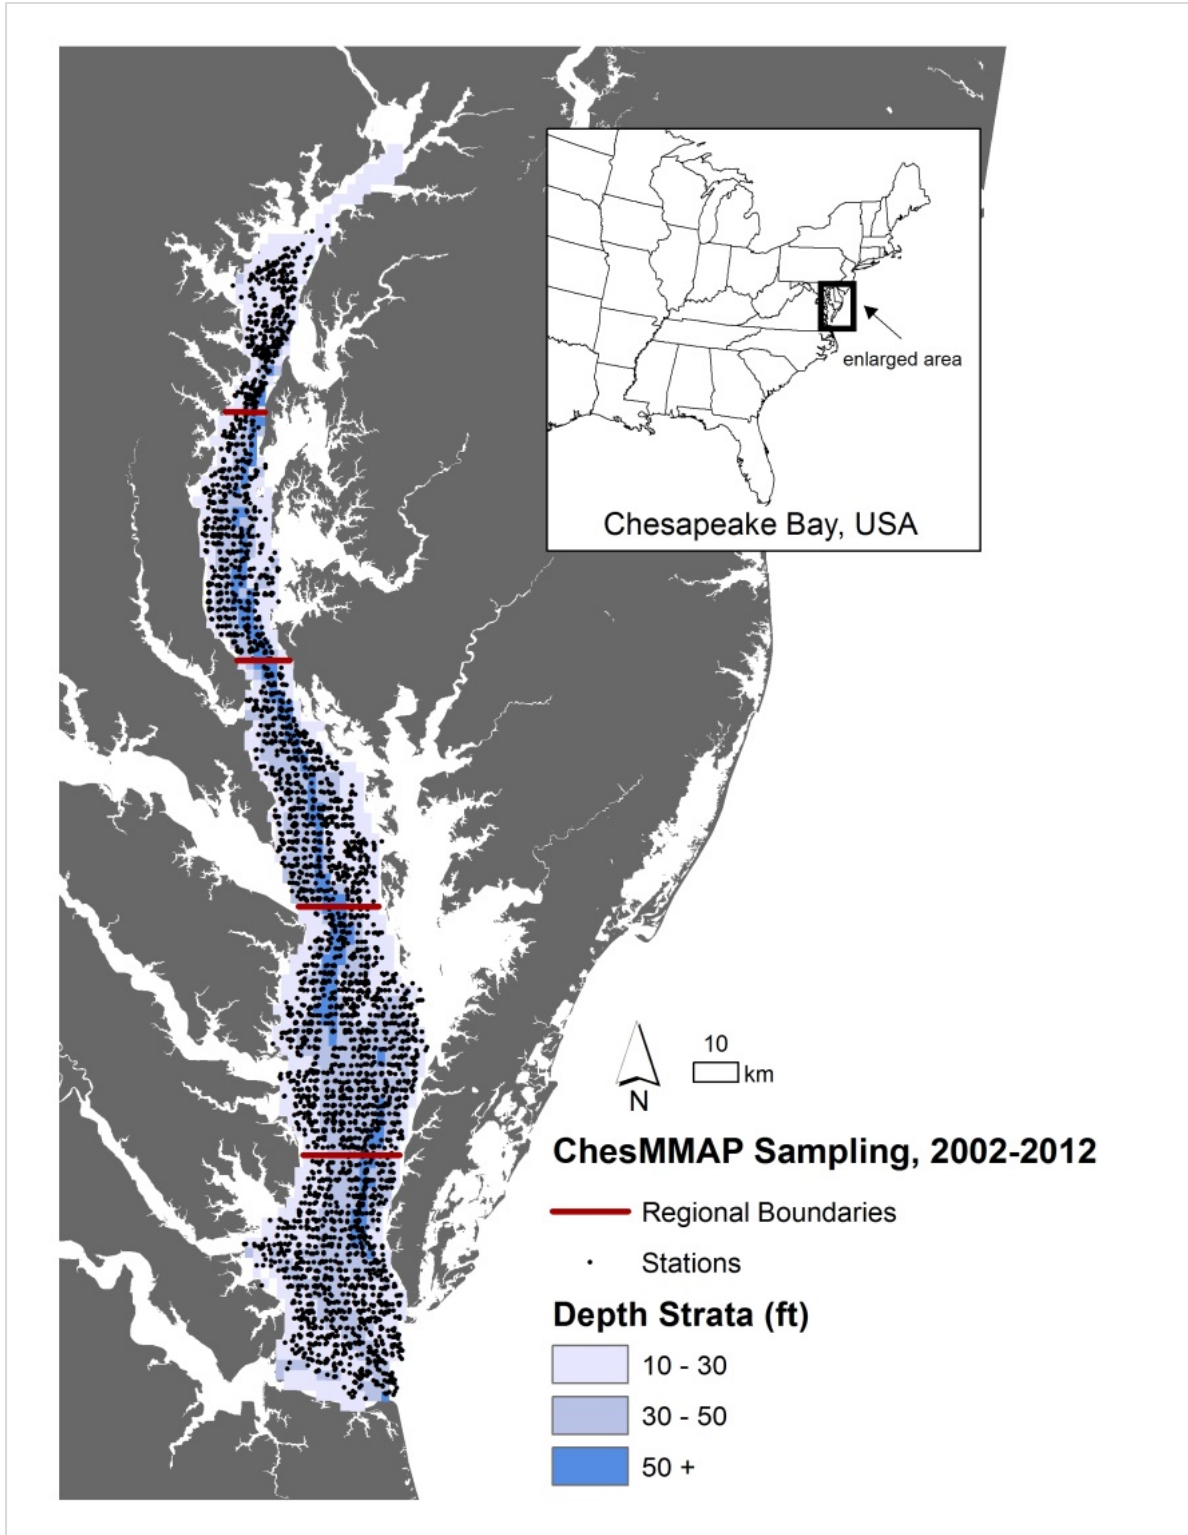 enlarged area
Chesapeake Bay, USA
10
km
N
ChesMMAP Sampling, 2002-2012
Regional Boundaries
Stations
Depth Strata (ft)
10 - 30
30 - 50
50 +